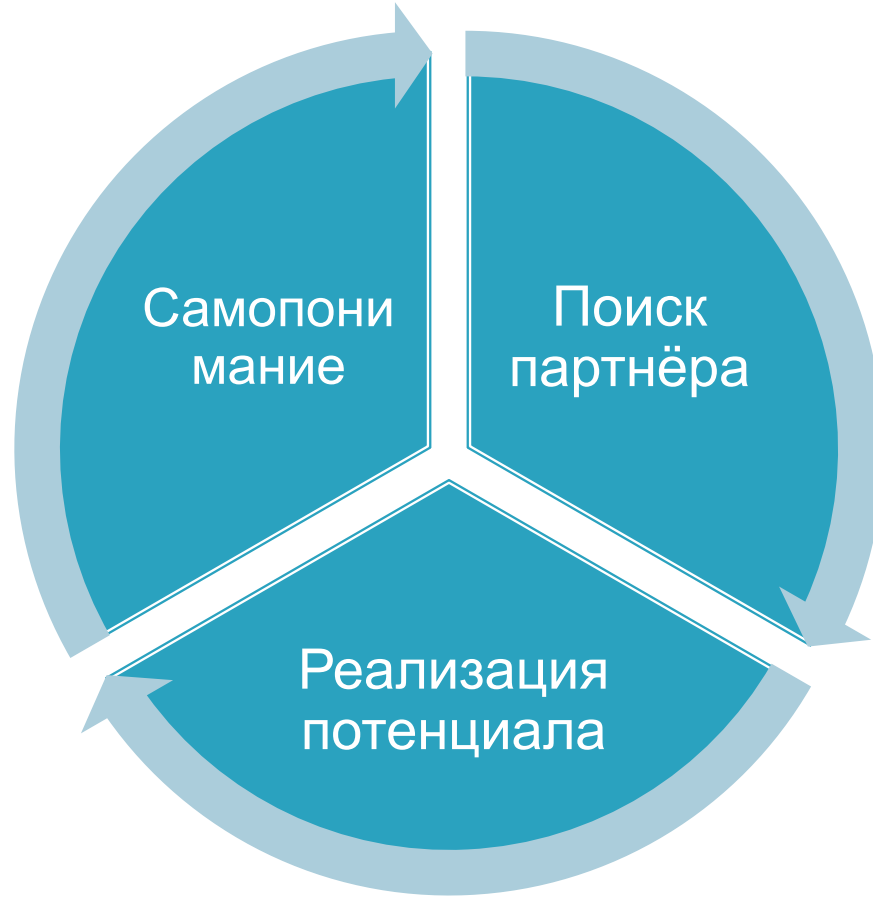 Самопони
мание
Поиск
партнёра
Реализация
потенциала